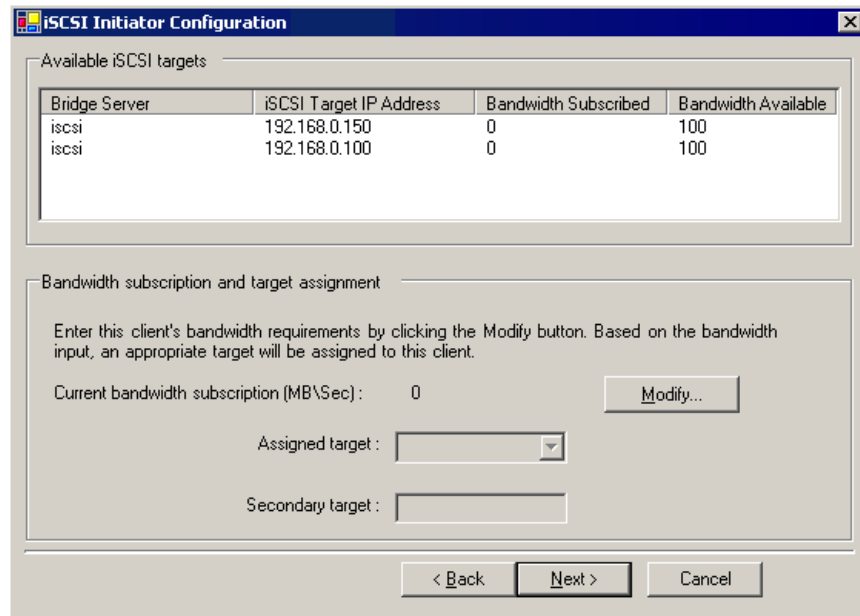 iSCSI Initiator Configuration
Available iSCSI targets
Bridge Server iSCSI Target IP Address Bandwidth Subscribed Bandwidth Available
iscsi 192.168.0.150 0 100
iscsi 192.168.0.100 0 100
Bandwidth subscription and target assignment
Enter this client's bandwidth requirements by clicking the Modify button. Based on the bandwidth
input, an appropriate target will be assigned to this client.
Current bandwidth subscription (MB\Sec) : 0 Modify...
Assigned target :
Secondary target :
< Back Next > Cancel